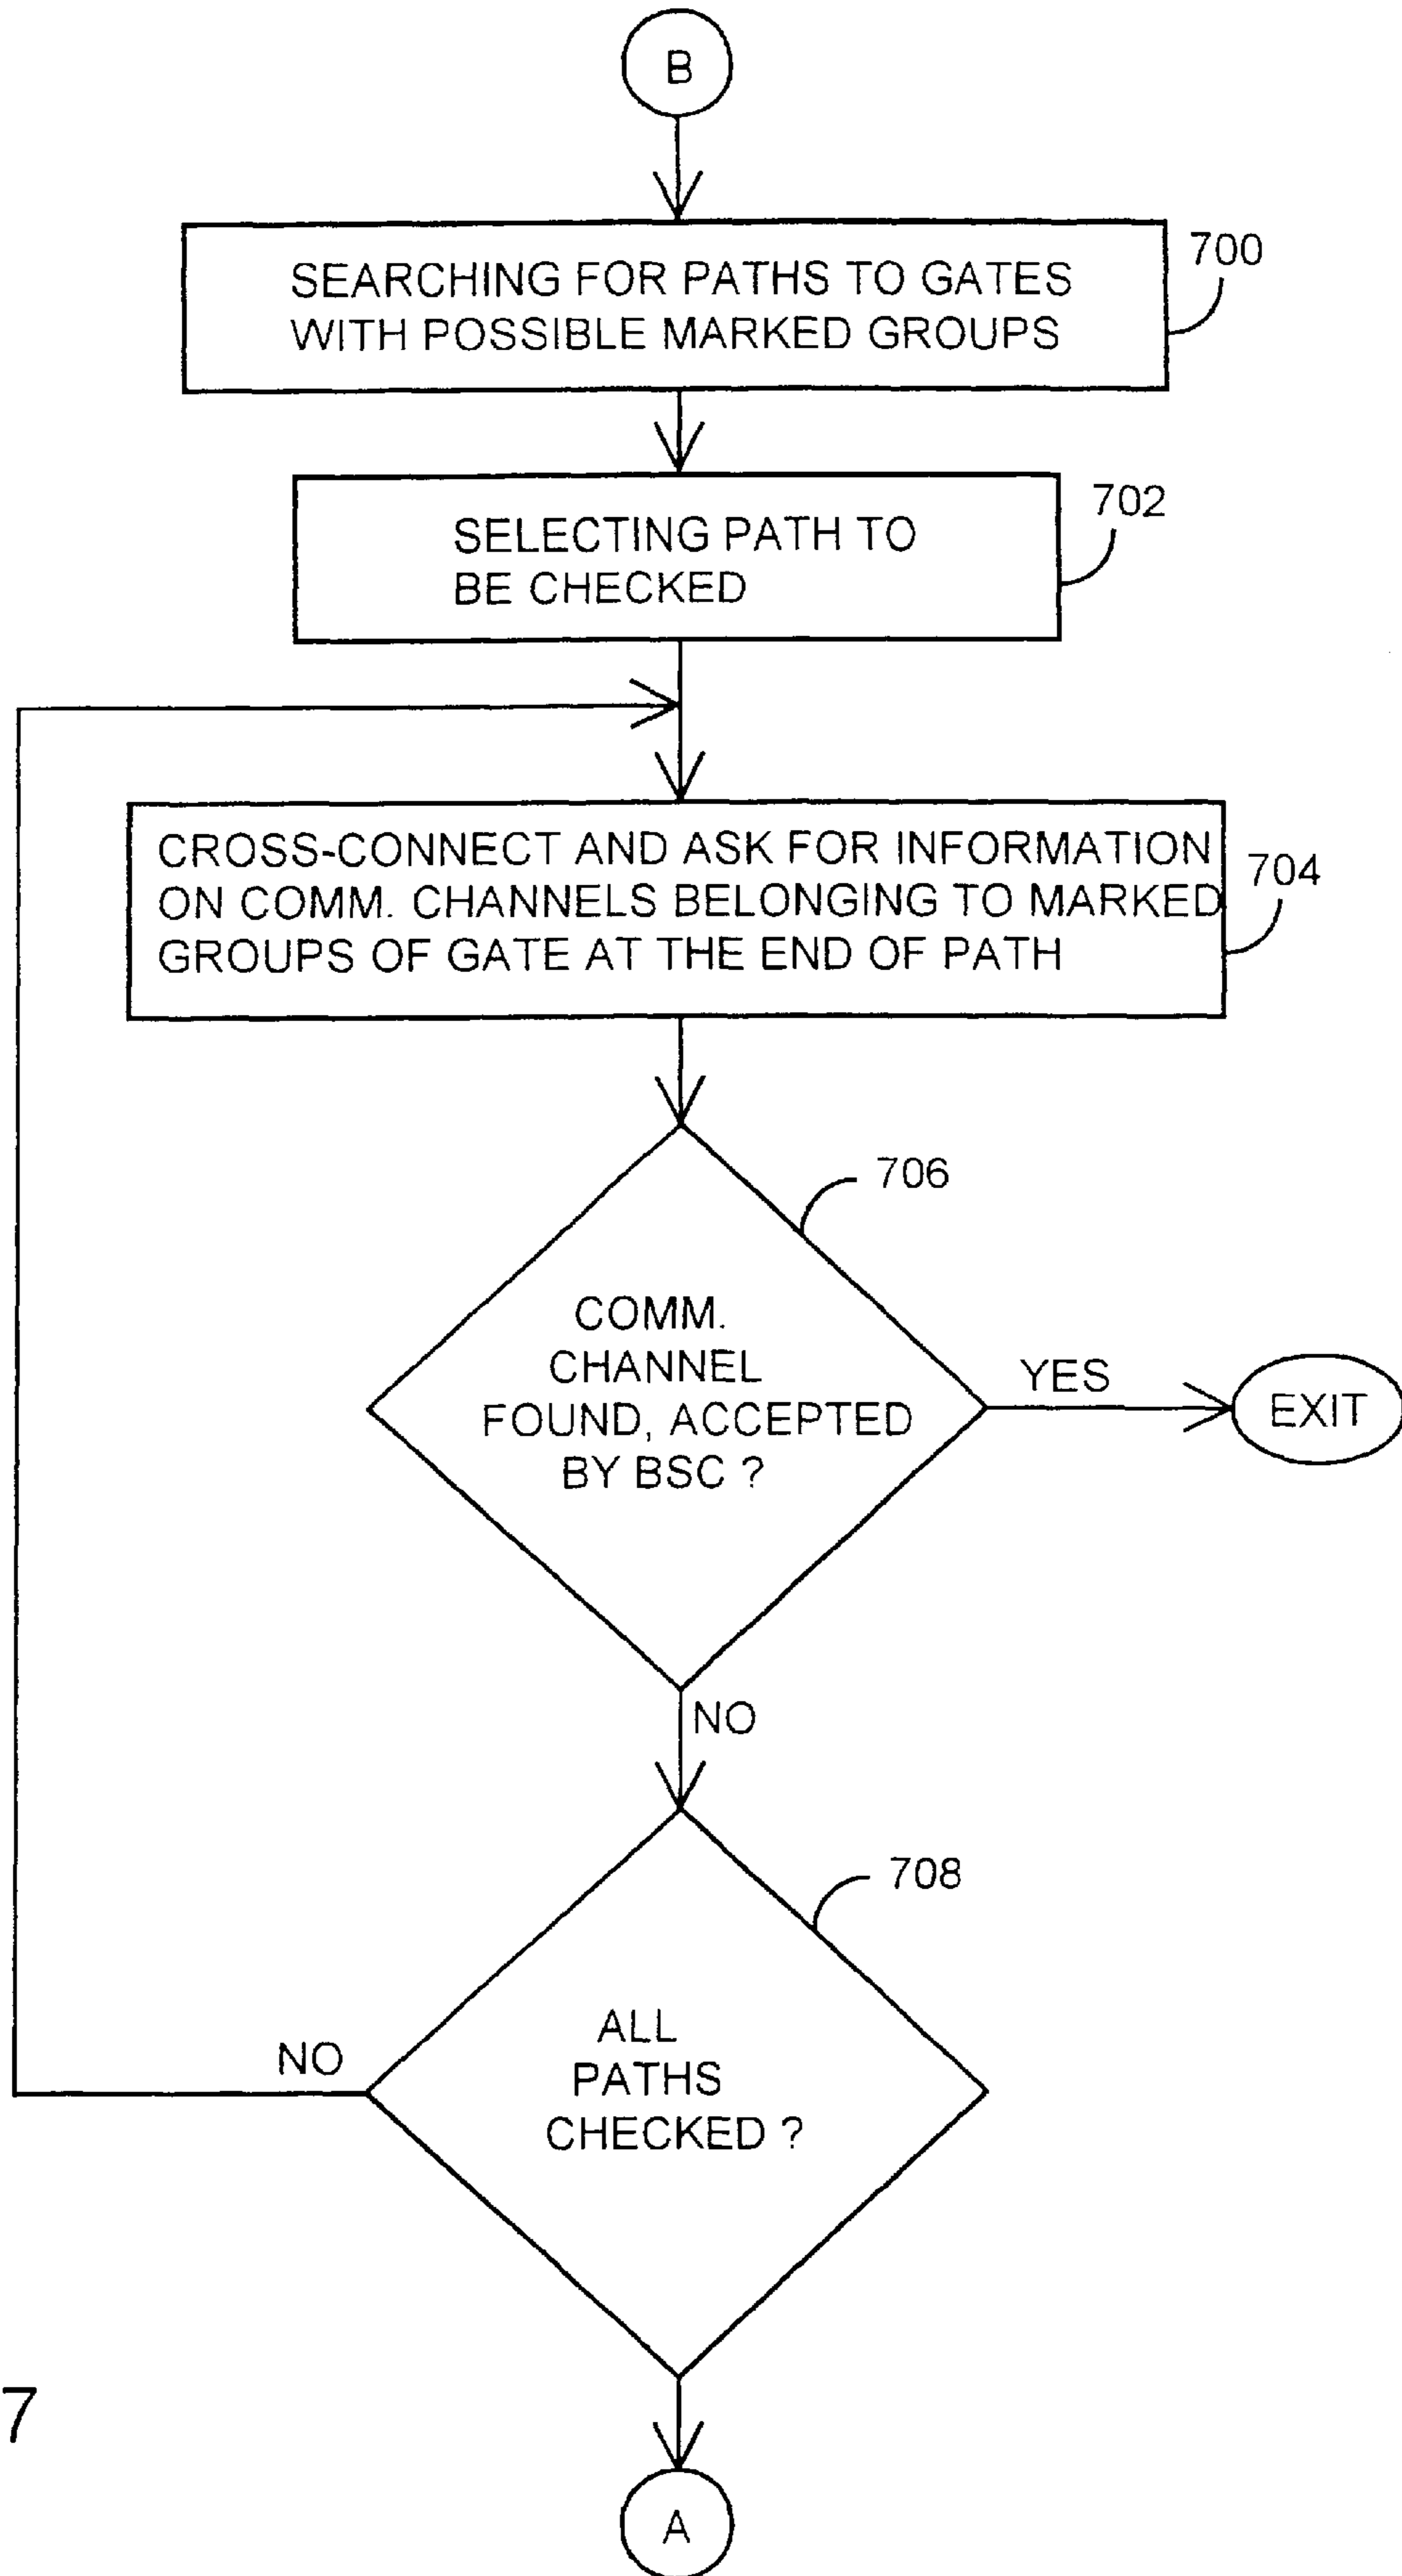 B
SEARCHING FOR PATHS TO GATES
WITH POSSIBLE MARKED GROUPS
700
SELECTING PATH TO
BE CHECKED
702
CROSS-CONNECT AND ASK FOR INFORMATION
ON COMM. CHANNELS BELONGING TO MARKED
GROUPS OF GATE AT THE END OF PATH
704
706
COMM.
CHANNEL
FOUND, ACCEPTED
BY BSC ?
YES
EXIT
NO
708
ALL
PATHS
CHECKED ?
NO
7
A